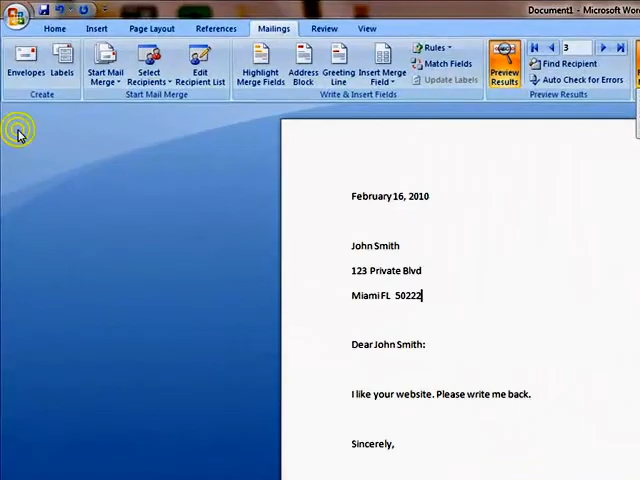 Document1 - Microsoft Wor
Home Insert Page Layout References Mailings Review View
Envelopes Labels
Create
Start Mail Merge
Select Recipients
Edit Recipient List
Start Mail Merge
Highlight Merge Fields
Address Block
Greeting Line
Insert Merge Field
Rules
Match Fields
Update Labels
Write & Insert Fields
Preview Results
3
Find Recipient
Auto Check for Errors
Preview Results
February 16, 2010
John Smith
123 Private Blvd
Miami FL  50222
Dear John Smith:
I like your website. Please write me back.
Sincerely,